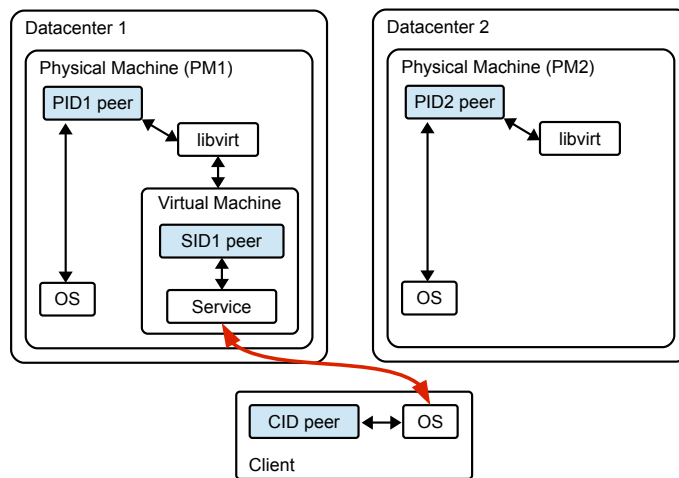 Datacenter 1
Physical Machine (PM1)
PID1 peer
libvirt
Virtual Machine
SID1 peer
Service
OS
Datacenter 2
Physical Machine (PM2)
PID2 peer
libvirt
OS
CID peer
OS
Client